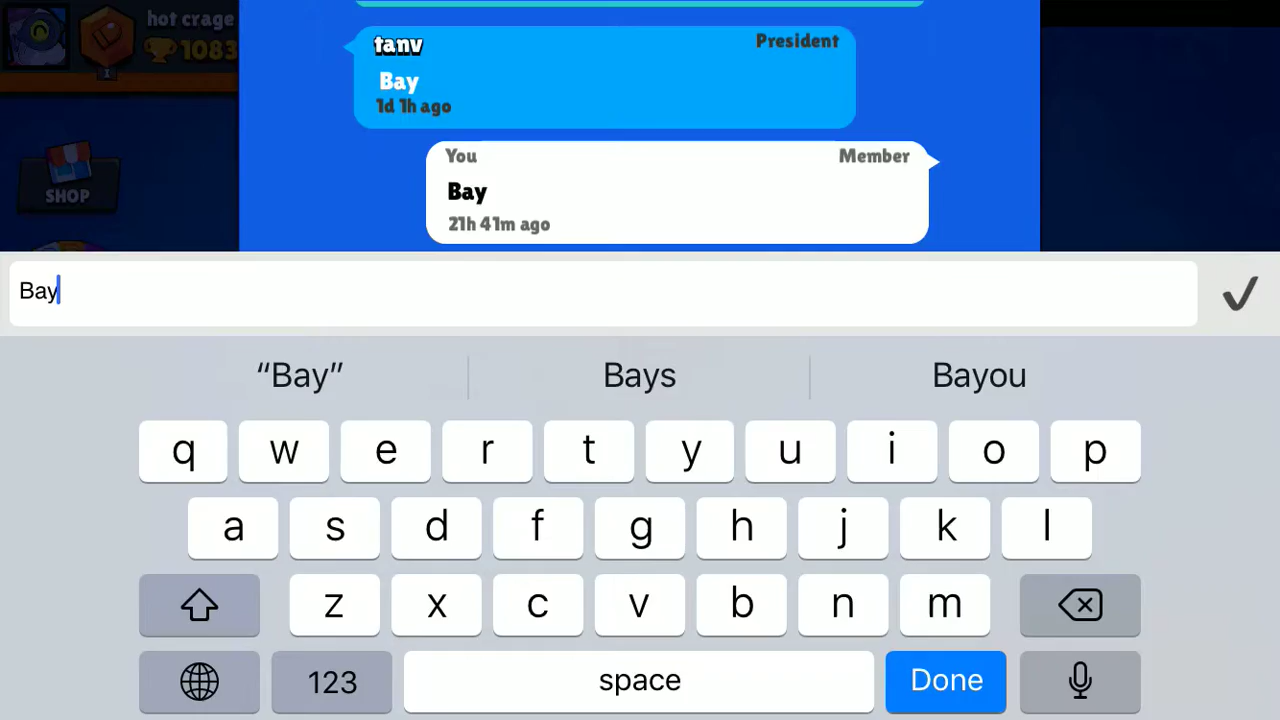 hot crage
1083
I
SHOP
tanv President
Bay
1d 1h ago
You Member
Bay
21h 41m ago
Bay
“Bay” Bays Bayou
q w e r t y u i o p
a s d f g h j k l
z x c v b n m
123 space Done